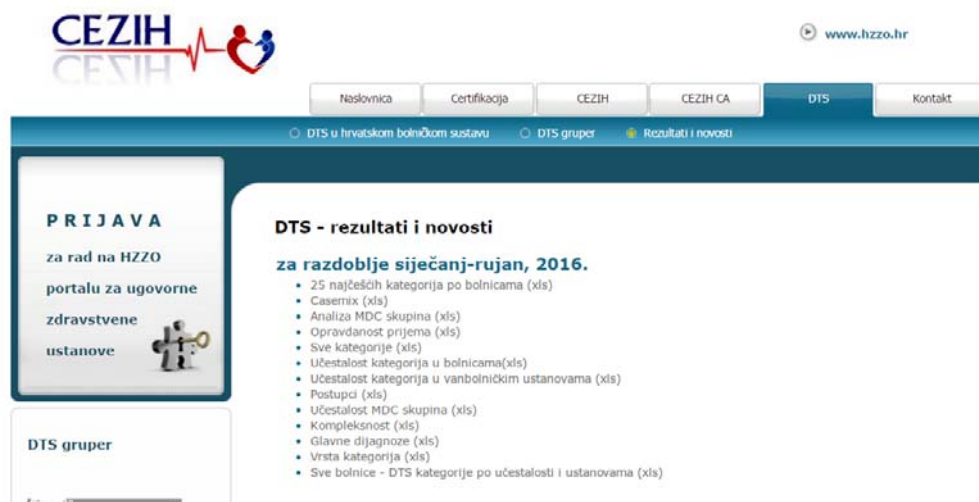 CEZIH
www.hzzo.hr
Naslovnica
Certifikacija
CEZIH
CEZIH CA
DTS
Kontakt
DTS u hrvatskom bolničkom sustavu
DTS gruper
Rezultati i novosti
PRIJAVA
za rad na HZZO
portalu za ugovorne
zdravstvene
ustanove
DTS gruper
DTS - rezultati i novosti
za razdoblje siječanj-rujan, 2016.
25 najčešćih kategorija po bolnicama (xls)
Casemix (xls)
Analiza MDC skupina (xls)
Opravdanost prijema (xls)
Sve kategorije (xls)
Učestalost kategorija u bolnicama(xls)
Učestalost kategorija u vanbolničkim ustanovama (xls)
Postupci (xls)
Učestalost MDC skupina (xls)
Kompleksnost (xls)
Glavne dijagnoze (xls)
Vrsta kategorija (xls)
Sve bolnice - DTS kategorije po učestalosti i ustanovama (xls)